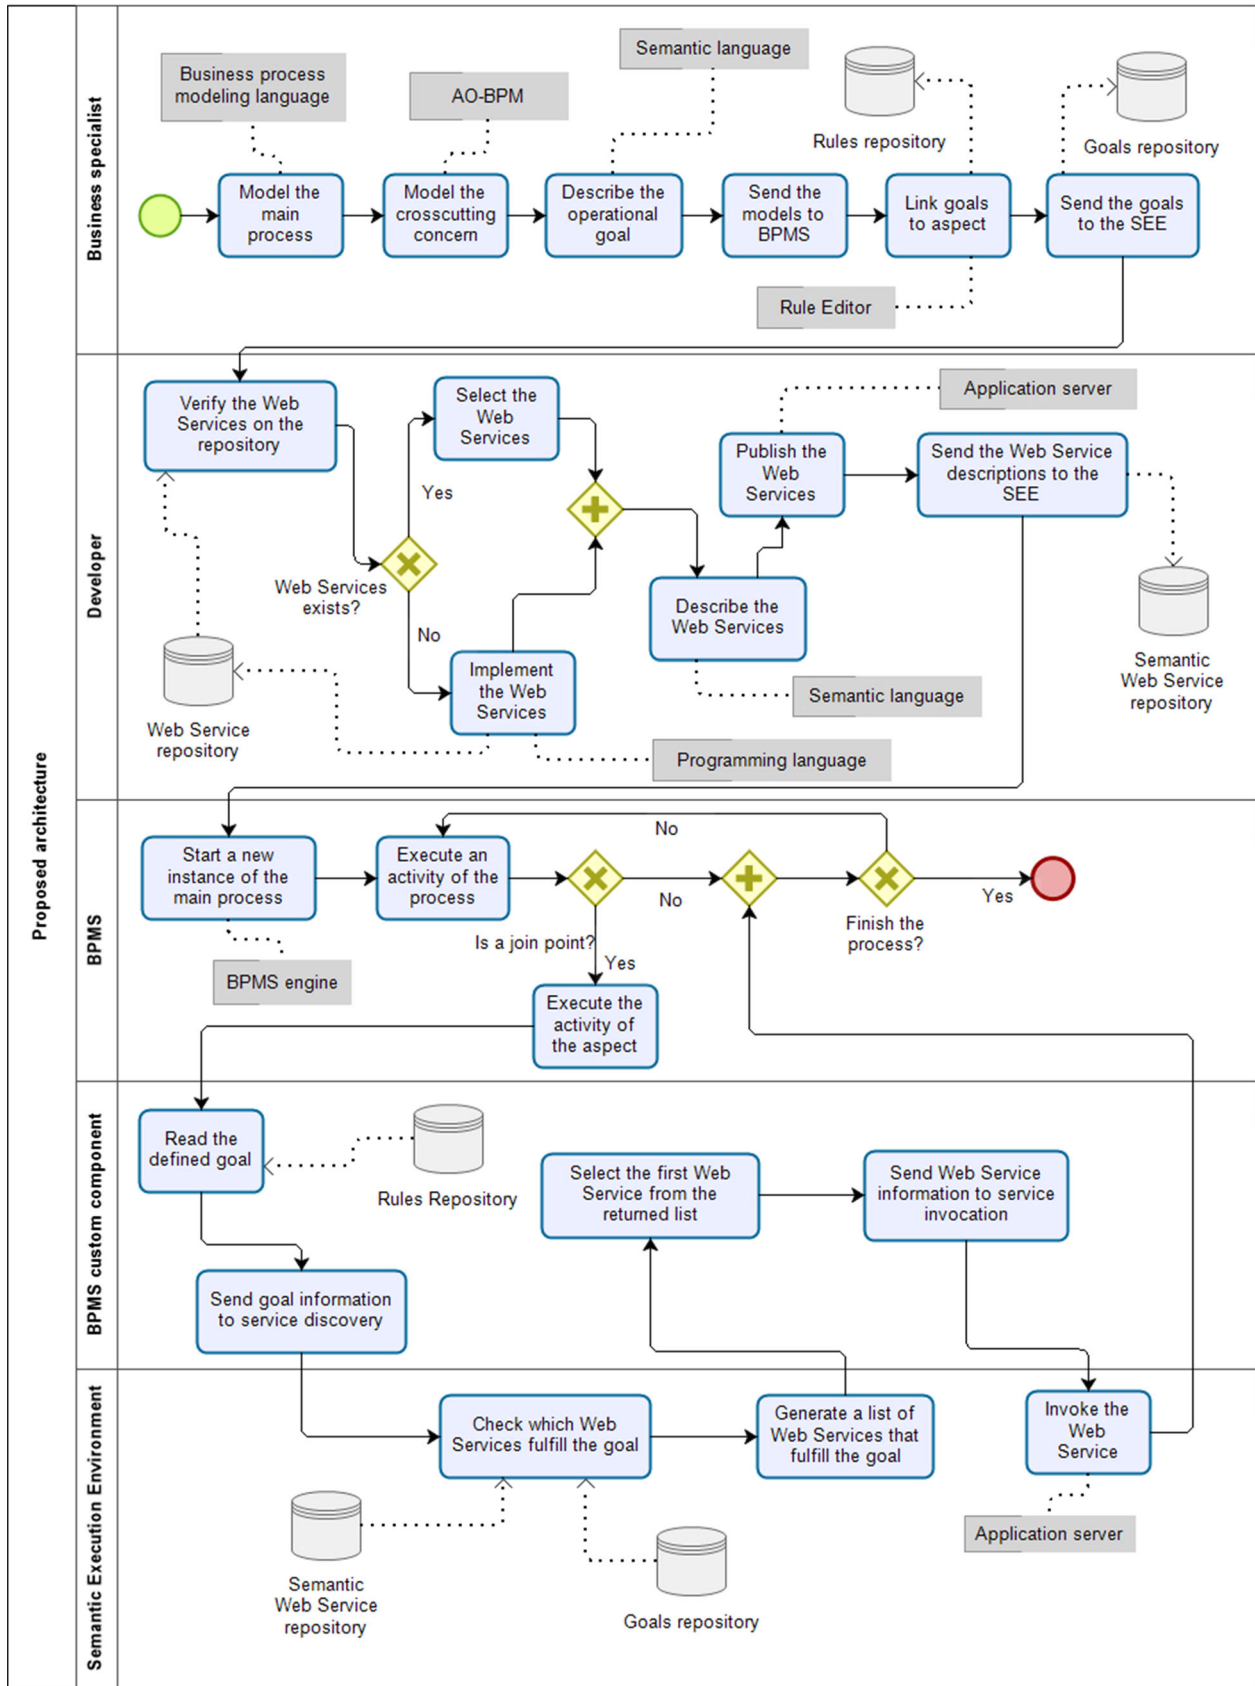 Proposed architecture
Business specialist
Business process
modeling language
AO-BPM
Semantic language
Rules repository
Goals repository
Model the
main
process
Model the
crosscutting
concern
Describe the
operational
goal
Send the
models to
BPMS
Link goals
to aspect
Send the goals
to the SEE
Rule Editor
Developer
Verify the Web
Services on the
repository
Select the
Web
Services
Yes
Web Services
exists?
No
Implement
the Web
Services
Web Service
repository
Programming language
Describe the
Web Services
Semantic language
Publish the
Web
Services
Application server
Send the Web Service
descriptions to the
SEE
Semantic
Web Service
repository
BPMS
Start a new
instance of the
main process
BPMS engine
Execute an
activity of the
process
Is a join point?
No
Yes
Execute the
activity of
the aspect
No
Finish the
process?
Yes
BPMS custom component
Read the
defined goal
Rules Repository
Send goal information
to service discovery
Select the first Web
Service from the
returned list
Send Web Service
information to service
invocation
Semantic Execution Environment
Check which Web
Services fulfill the goal
Generate a list of
Web Services that
fulfill the goal
Invoke the
Web
Service
Application server
Semantic
Web Service
repository
Goals repository